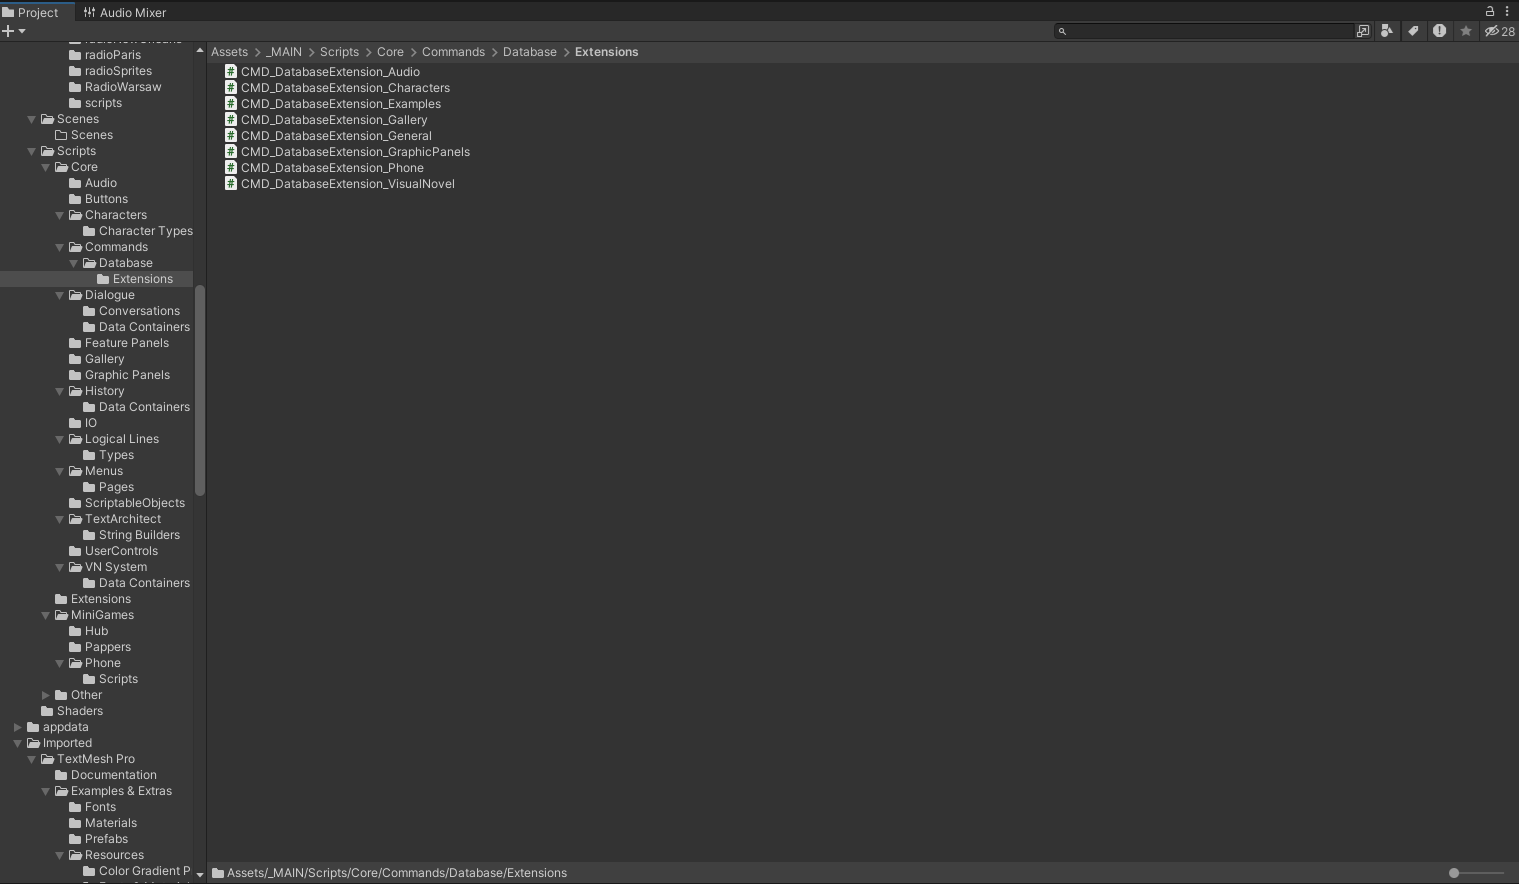 Project
Audio Mixer
28
radioParis
radioSprites
RadioWarsaw
scripts
Scenes
Scenes
Scripts
Core
Audio
Buttons
Characters
Character Types
Commands
Database
Extensions
Dialogue
Conversations
Data Containers
Feature Panels
Gallery
Graphic Panels
History
Data Containers
IO
Logical Lines
Types
Menus
Pages
ScriptableObjects
TextArchitect
String Builders
UserControls
VN System
Data Containers
Extensions
MiniGames
Hub
Pappers
Phone
Scripts
Other
Shaders
appdata
Imported
TextMesh Pro
Documentation
Examples & Extras
Fonts
Materials
Prefabs
Resources
Color Gradient P
Assets > _MAIN > Scripts > Core > Commands > Database > Extensions
# CMD_DatabaseExtension_Audio
# CMD_DatabaseExtension_Characters
# CMD_DatabaseExtension_Examples
# CMD_DatabaseExtension_Gallery
# CMD_DatabaseExtension_General
# CMD_DatabaseExtension_GraphicPanels
# CMD_DatabaseExtension_Phone
# CMD_DatabaseExtension_VisualNovel
Assets/_MAIN/Scripts/Core/Commands/Database/Extensions